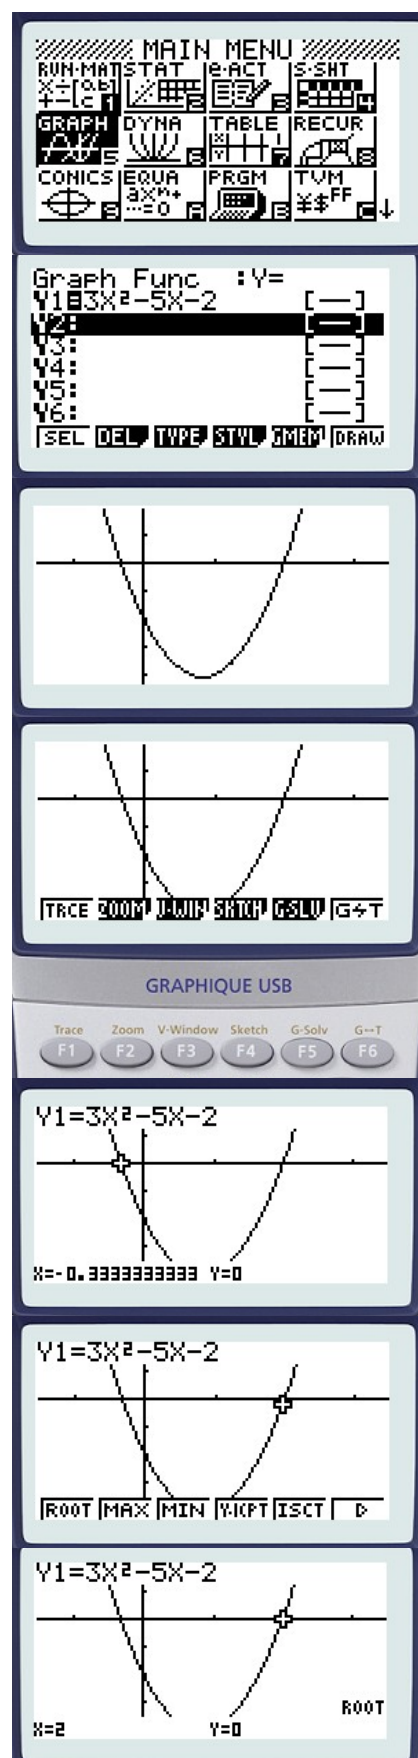 MAIN MENU
RUN-MAT STAT e-ACT S-SHT
GRAPH DYNA TABLE RECUR
CONICS EQUA PRGM TVM
Graph Func :Y=
Y1=3X²-5X-2 [—]
Y2: [—]
Y3: [—]
Y4: [—]
Y5: [—]
Y6: [—]
SEL DEL TYPE STYL GMEM DRAW
TRCE ZOOM V-WIN SKTCH G-SLV G↔T
GRAPHIQUE USB
Trace Zoom V-Window Sketch G-Solv G↔T
F1 F2 F3 F4 F5 F6
Y1=3X²-5X-2
X=-0.3333333333 Y=0
Y1=3X²-5X-2
ROOT MAX MIN Y-ICPT ISCT ▷
Y1=3X²-5X-2
ROOT
X=2 Y=0